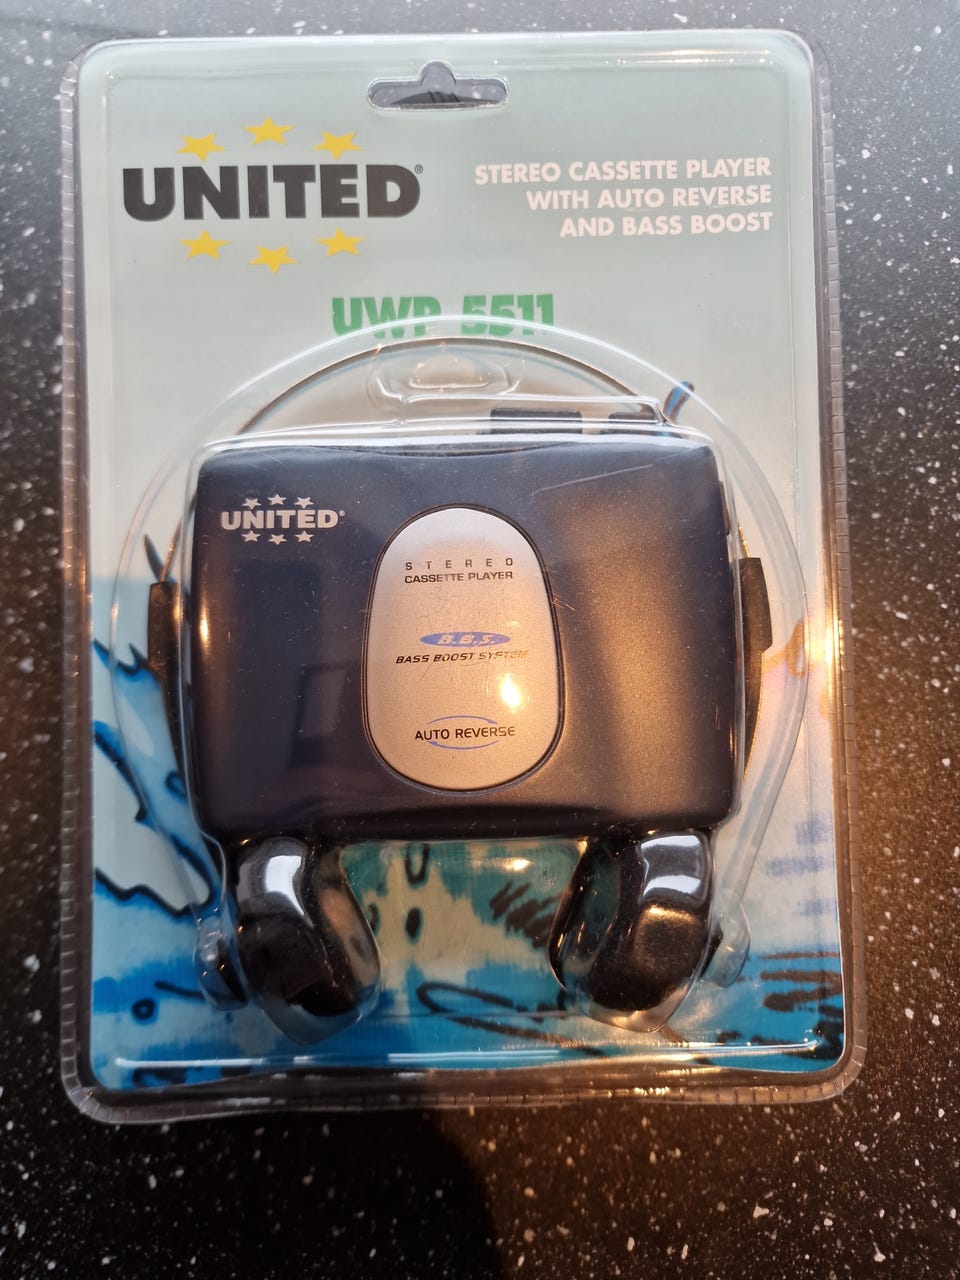 UNITED®
STEREO CASSETTE PLAYER
WITH AUTO REVERSE
AND BASS BOOST
UWP 5511
UNITED®
STEREO
CASSETTE PLAYER
B.B.S.
BASS BOOST SYSTEM
AUTO REVERSE